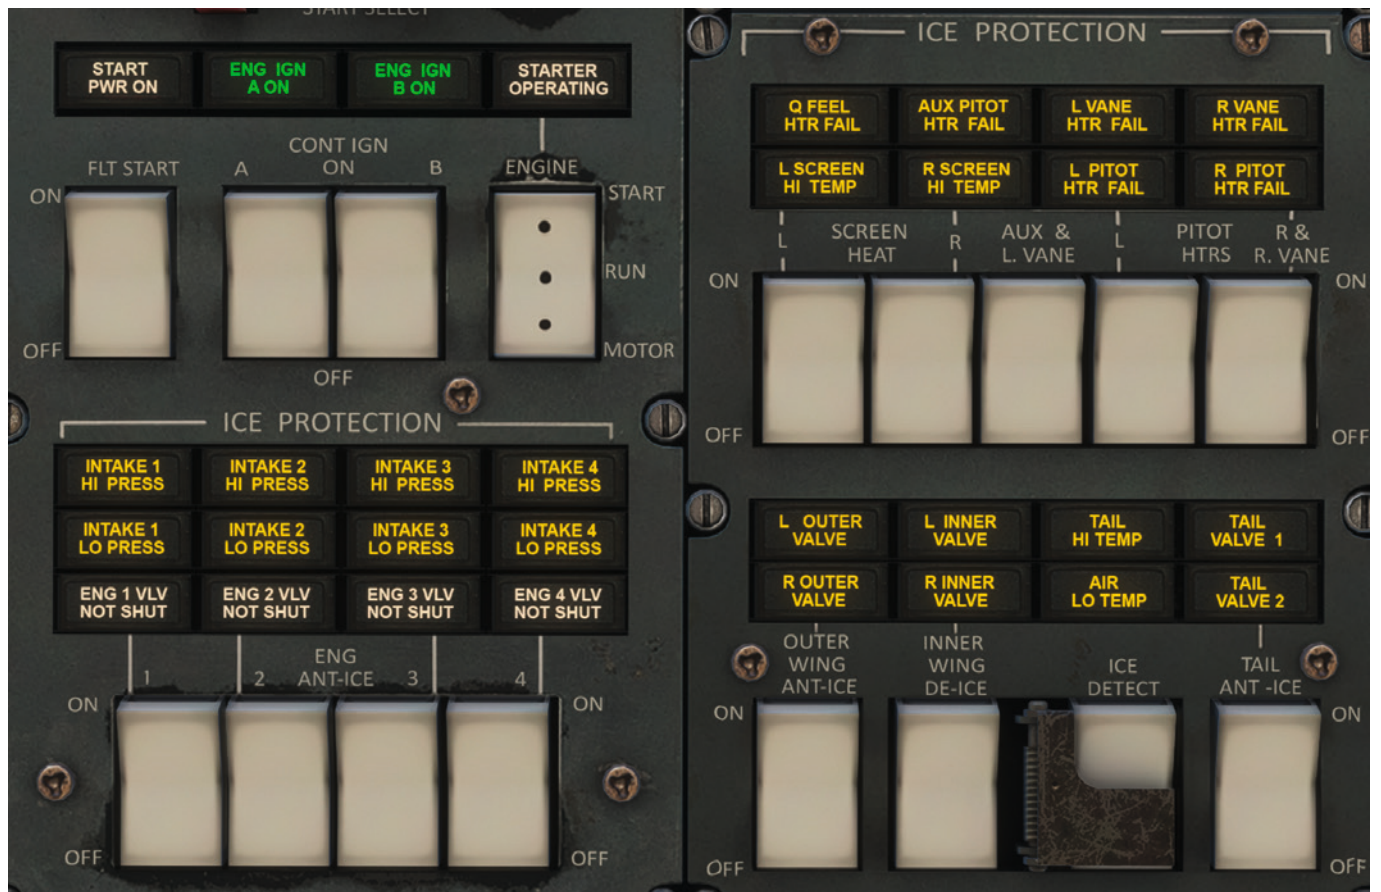 START SELECT
START
PWR ON
ENG IGN
A ON
ENG IGN
B ON
STARTER
OPERATING
FLT START
A
CONT IGN
ON
B
ENGINE
ON
OFF
OFF
START
RUN
MOTOR
ICE PROTECTION
INTAKE 1
HI PRESS
INTAKE 2
HI PRESS
INTAKE 3
HI PRESS
INTAKE 4
HI PRESS
INTAKE 1
LO PRESS
INTAKE 2
LO PRESS
INTAKE 3
LO PRESS
INTAKE 4
LO PRESS
ENG 1 VLV
NOT SHUT
ENG 2 VLV
NOT SHUT
ENG 3 VLV
NOT SHUT
ENG 4 VLV
NOT SHUT
1
2
ENG
ANT-ICE
3
4
ON
ON
OFF
OFF
ICE PROTECTION
Q FEEL
HTR FAIL
AUX PITOT
HTR FAIL
L VANE
HTR FAIL
R VANE
HTR FAIL
L SCREEN
HI TEMP
R SCREEN
HI TEMP
L PITOT
HTR FAIL
R PITOT
HTR FAIL
L
SCREEN
HEAT
R
AUX &
L. VANE
L
PITOT
HTRS
R &
R. VANE
ON
ON
OFF
OFF
L OUTER
VALVE
L INNER
VALVE
TAIL
HI TEMP
TAIL
VALVE 1
R OUTER
VALVE
R INNER
VALVE
AIR
LO TEMP
TAIL
VALVE 2
OUTER
WING
ANT-ICE
INNER
WING
DE-ICE
ICE
DETECT
TAIL
ANT -ICE
ON
ON
OFF
OFF